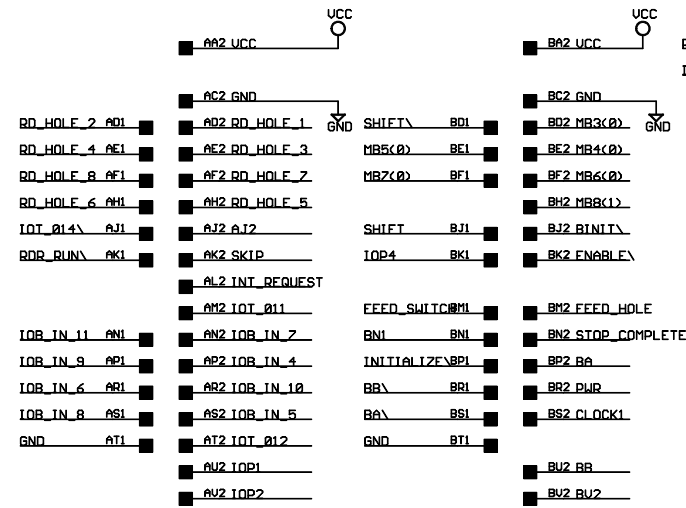 VCC VCC
AA2 VCC BA2 VCC
AC2 GND BC2 GND
RD_HOLE_2 AD1 AD2 RD_HOLE_1 GND SHIFT\ BD1 BD2 MB3(0) GND
RD_HOLE_4 AE1 AE2 RD_HOLE_3 MB5(0) BE1 BE2 MB4(0)
RD_HOLE_8 AF1 AF2 RD_HOLE_7 MB7(0) BF1 BF2 MB6(0)
RD_HOLE_6 AH1 AH2 RD_HOLE_5 BH2 MB8(1)
IOT_014\ AJ1 AJ2 AJ2 SHIFT BJ1 BJ2 BINIT\
RDR_RUN\ AK1 AK2 SKIP IOP4 BK1 BK2 ENABLE\
AL2 INT_REQUEST
AM2 IOT_011 FEED_SWITCH BM1 BM2 FEED_HOLE
IOB_IN_11 AN1 AN2 IOB_IN_7 BN1 BN1 BN2 STOP_COMPLETE
IOB_IN_9 AP1 AP2 IOB_IN_4 INITIALIZE\ BP1 BP2 BA
IOB_IN_6 AR1 AR2 IOB_IN_10 BB\ BR1 BR2 PWR
IOB_IN_8 AS1 AS2 IOB_IN_5 BA\ BS1 BS2 CLOCK1
GND AT1 AT2 IOT_012 GND BT1
AU2 IOP1 BU2 BB
AV2 IOP2 BV2 BV2